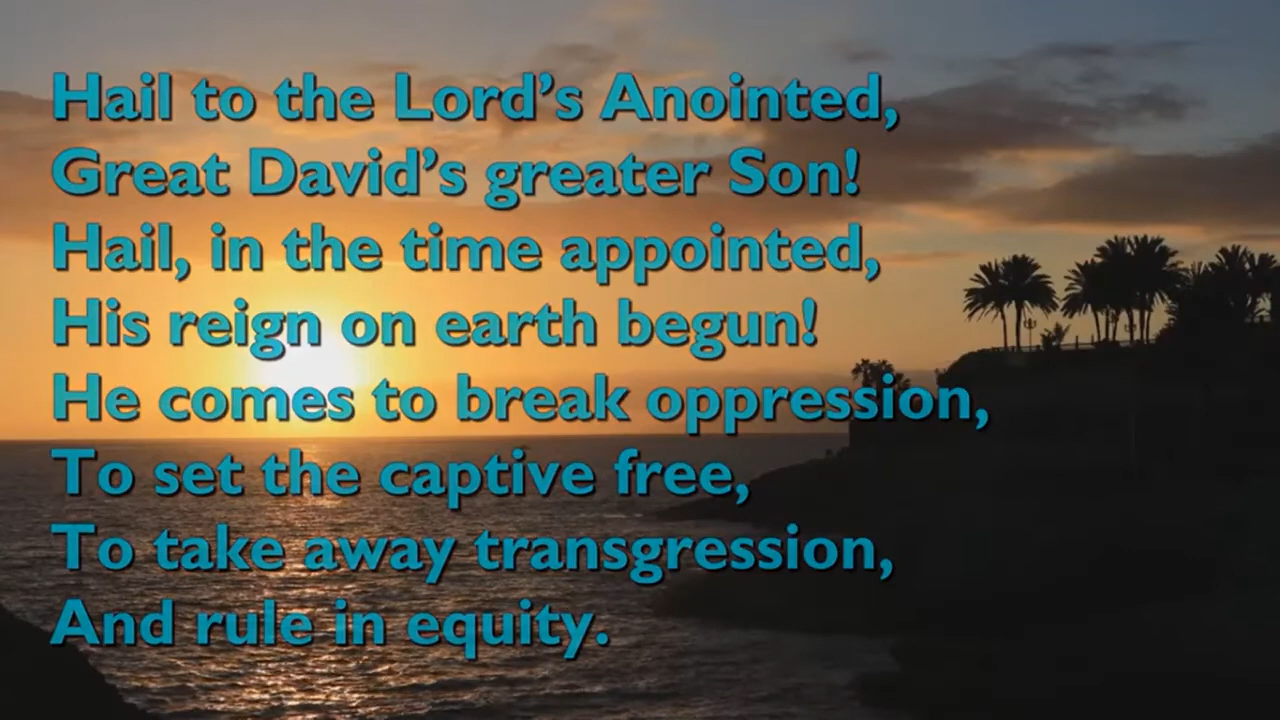 Hail to the Lord’s Anointed,
Great David’s greater Son!
Hail, in the time appointed,
His reign on earth begun!
He comes to break oppression,
To set the captive free,
To take away transgression,
And rule in equity.